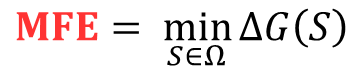 MFE = min ΔG(S)
S∈Ω